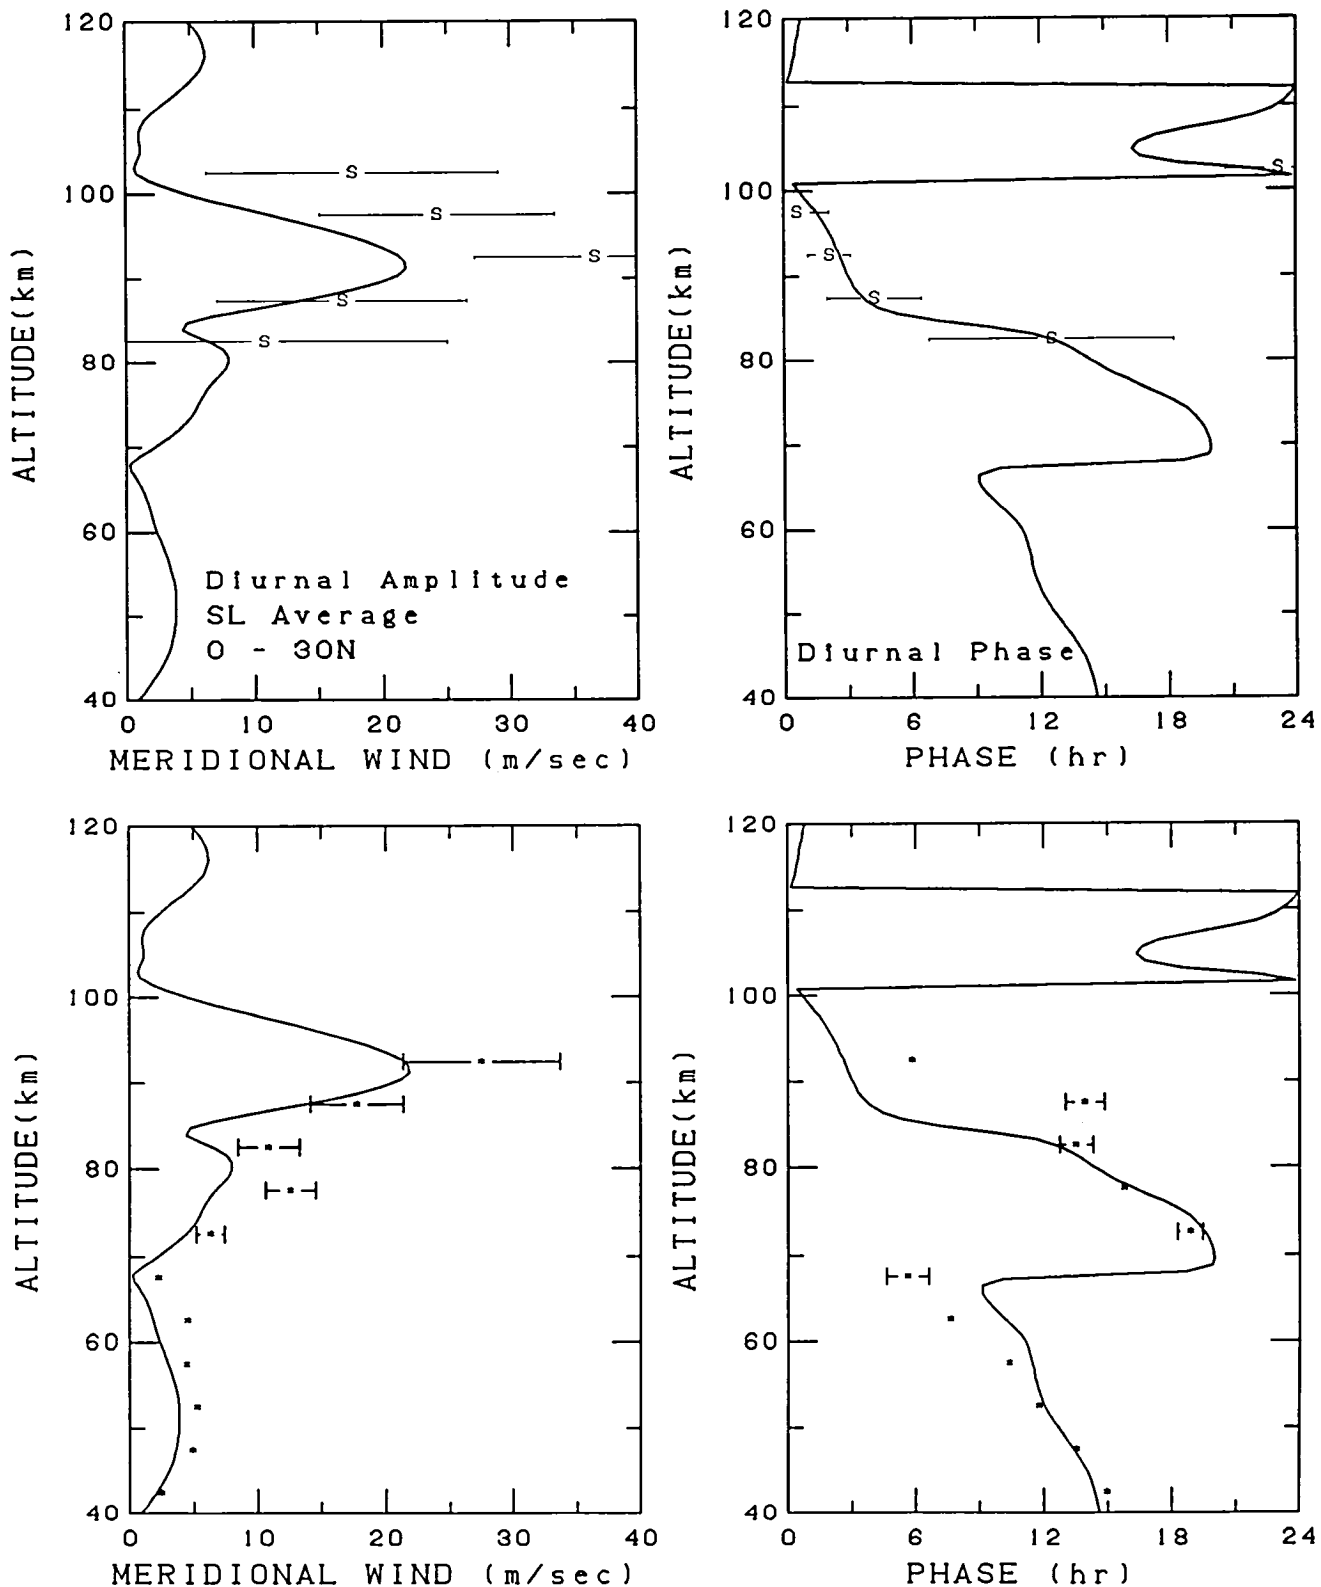 120
100
80
60
40
ALTITUDE(km)
Diurnal Amplitude
SL Average
0 - 30N
S
S
S
S
S
0 10 20 30 40
MERIDIONAL WIND (m/sec)
120
100
80
60
40
ALTITUDE(km)
S
S
S
S
S
Diurnal Phase
0 6 12 18 24
PHASE (hr)
120
100
80
60
40
ALTITUDE(km)
0 10 20 30 40
MERIDIONAL WIND (m/sec)
120
100
80
60
40
ALTITUDE(km)
0 6 12 18 24
PHASE (hr)